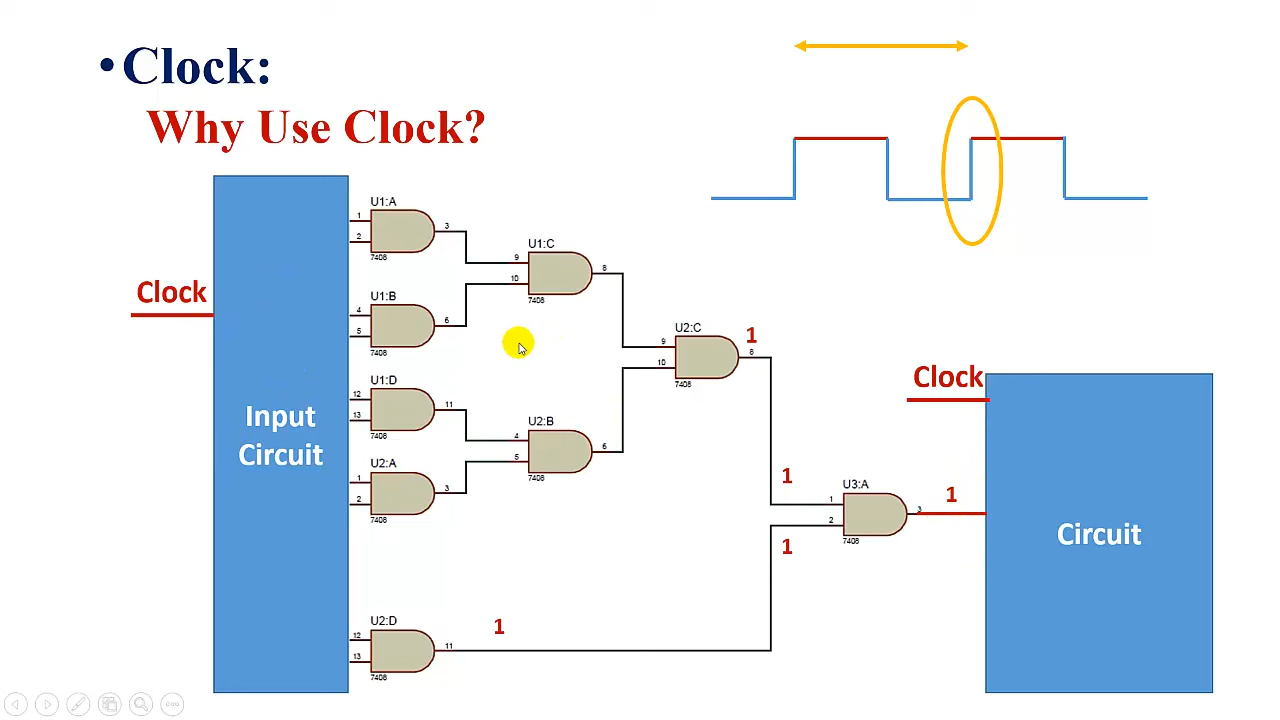 • Clock:
Why Use Clock?
Clock
Input
Circuit
U1:A
1
2
3
7408
U1:B
4
5
6
7408
U1:D
12
13
11
7408
U2:A
1
2
3
7408
U2:D
12
13
11
7408
1
U1:C
9
10
8
7408
U2:B
4
5
6
7408
U2:C
9
10
8
7408
1
1
1
U3:A
1
2
3
7408
1
Clock
Circuit